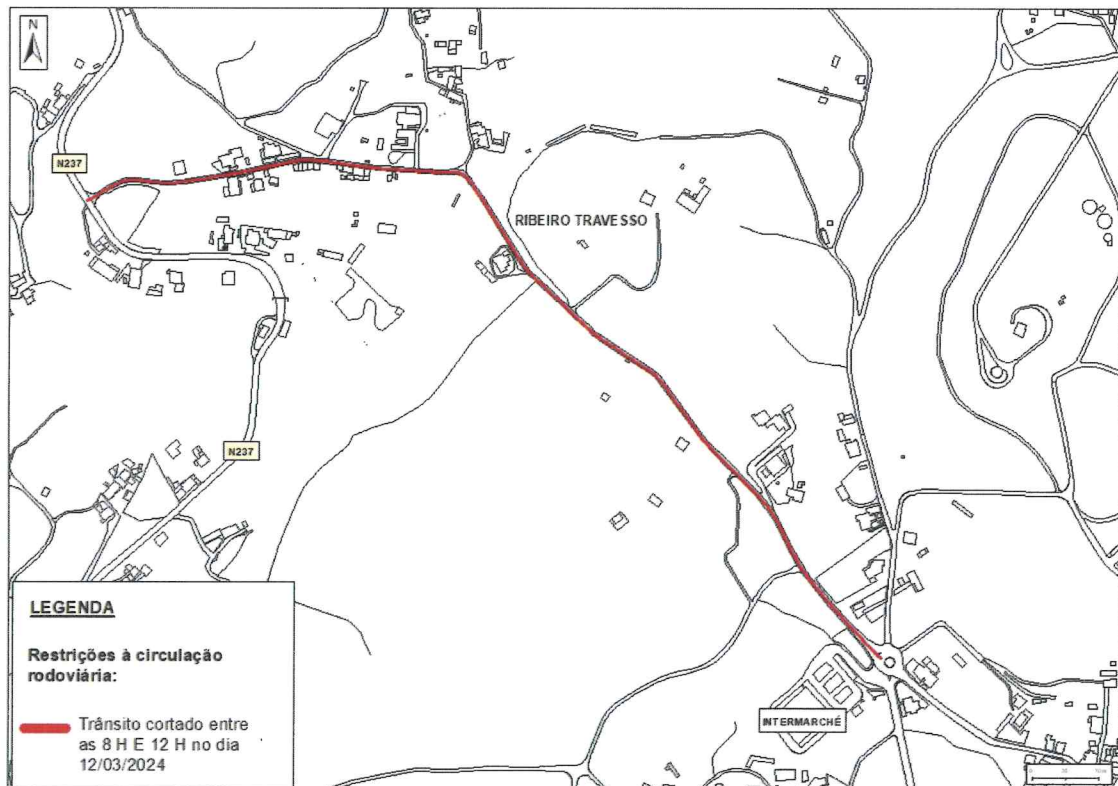 N
N237
RIBEIRO TRAVESSO
N237
LEGENDA
Restrições à circulação
rodoviária:
Trânsito cortado entre
as 8 H E 12 H no dia
12/03/2024
INTERMARCHÉ